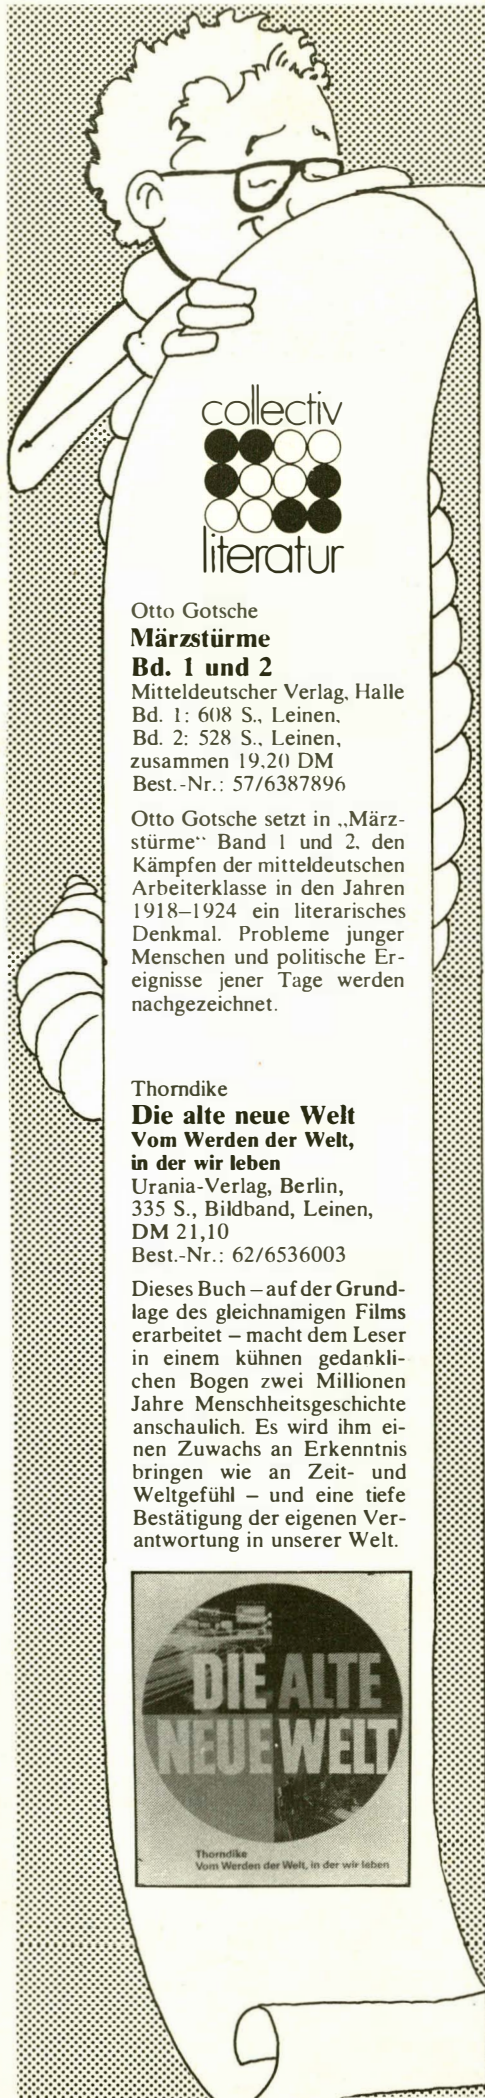 collectiv
literatur
Otto Gotsche
Märzstürme
Bd. 1 und 2
Mitteldeutscher Verlag, Halle
Bd. 1: 608 S., Leinen,
Bd. 2: 528 S., Leinen,
zusammen 19,20 DM
Best.-Nr.: 57/6387896
Otto Gotsche setzt in „März-
stürme“ Band 1 und 2, den
Kämpfen der mitteldeutschen
Arbeiterklasse in den Jahren
1918–1924 ein literarisches
Denkmal. Probleme junger
Menschen und politische Er-
eignisse jener Tage werden
nachgezeichnet.
Thorndike
Die alte neue Welt
Vom Werden der Welt,
in der wir leben
Urania-Verlag, Berlin,
335 S., Bildband, Leinen,
DM 21,10
Best.-Nr.: 62/6536003
Dieses Buch – auf der Grund-
lage des gleichnamigen Films
erarbeitet – macht dem Leser
in einem kühnen gedankli-
chen Bogen zwei Millionen
Jahre Menschheitsgeschichte
anschaulich. Es wird ihm ei-
nen Zuwachs an Erkenntnis
bringen wie an Zeit- und
Weltgefühl – und eine tiefe
Bestätigung der eigenen Ver-
antwortung in unserer Welt.
DIE ALTE
NEUE WELT
Thorndike
Vom Werden der Welt, in der wir leben